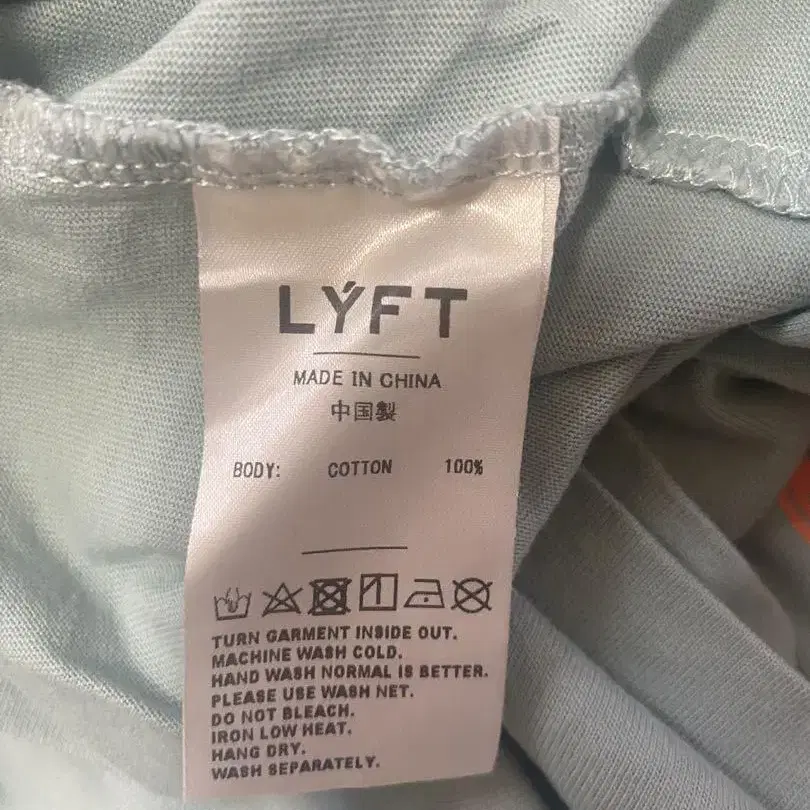 LÝFT
MADE IN CHINA
中国製
BODY: COTTON 100%
TURN GARMENT INSIDE OUT.
MACHINE WASH COLD.
HAND WASH NORMAL IS BETTER.
PLEASE USE WASH NET.
DO NOT BLEACH.
IRON LOW HEAT.
HANG DRY.
WASH SEPARATELY.